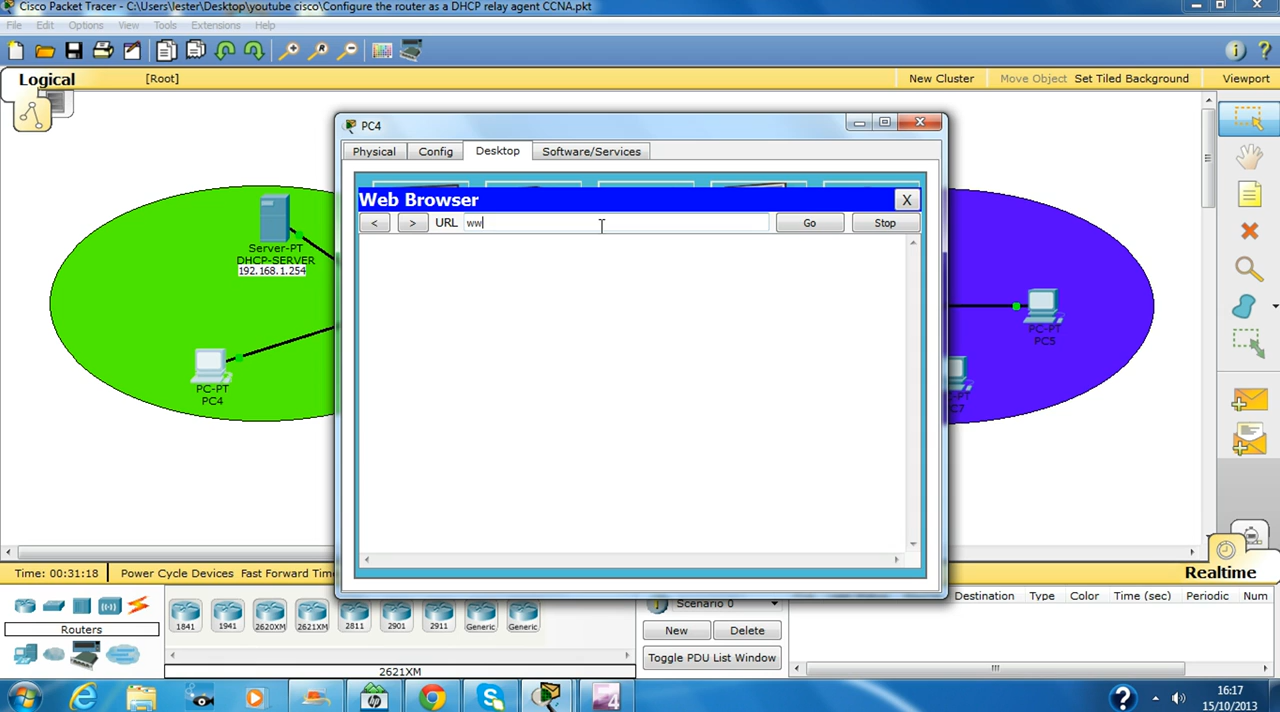 Cisco Packet Tracer - C:\Users\lester\Desktop\youtube cisco\Configure the router as a DHCP relay agent CCNA.pkt
File Edit Options View Tools Extensions Help
Logical [Root] New Cluster Move Object Set Tiled Background Viewport
PC4
Physical Config Desktop Software/Services
Web Browser X
< > URL ww Go Stop
Server-PT
DHCP-SERVER
192.168.1.254
PC-PT
PC4
PC-PT
PC5
Time: 00:31:18 Power Cycle Devices Fast Forward Realtime
Scenario 0 Destination Type Color Time (sec) Periodic Num
1841 1941 2620XM 2621XM 2811 2901 2911 Generic Generic
Routers
New Delete
Toggle PDU List Window
2621XM
16:17
15/10/2013